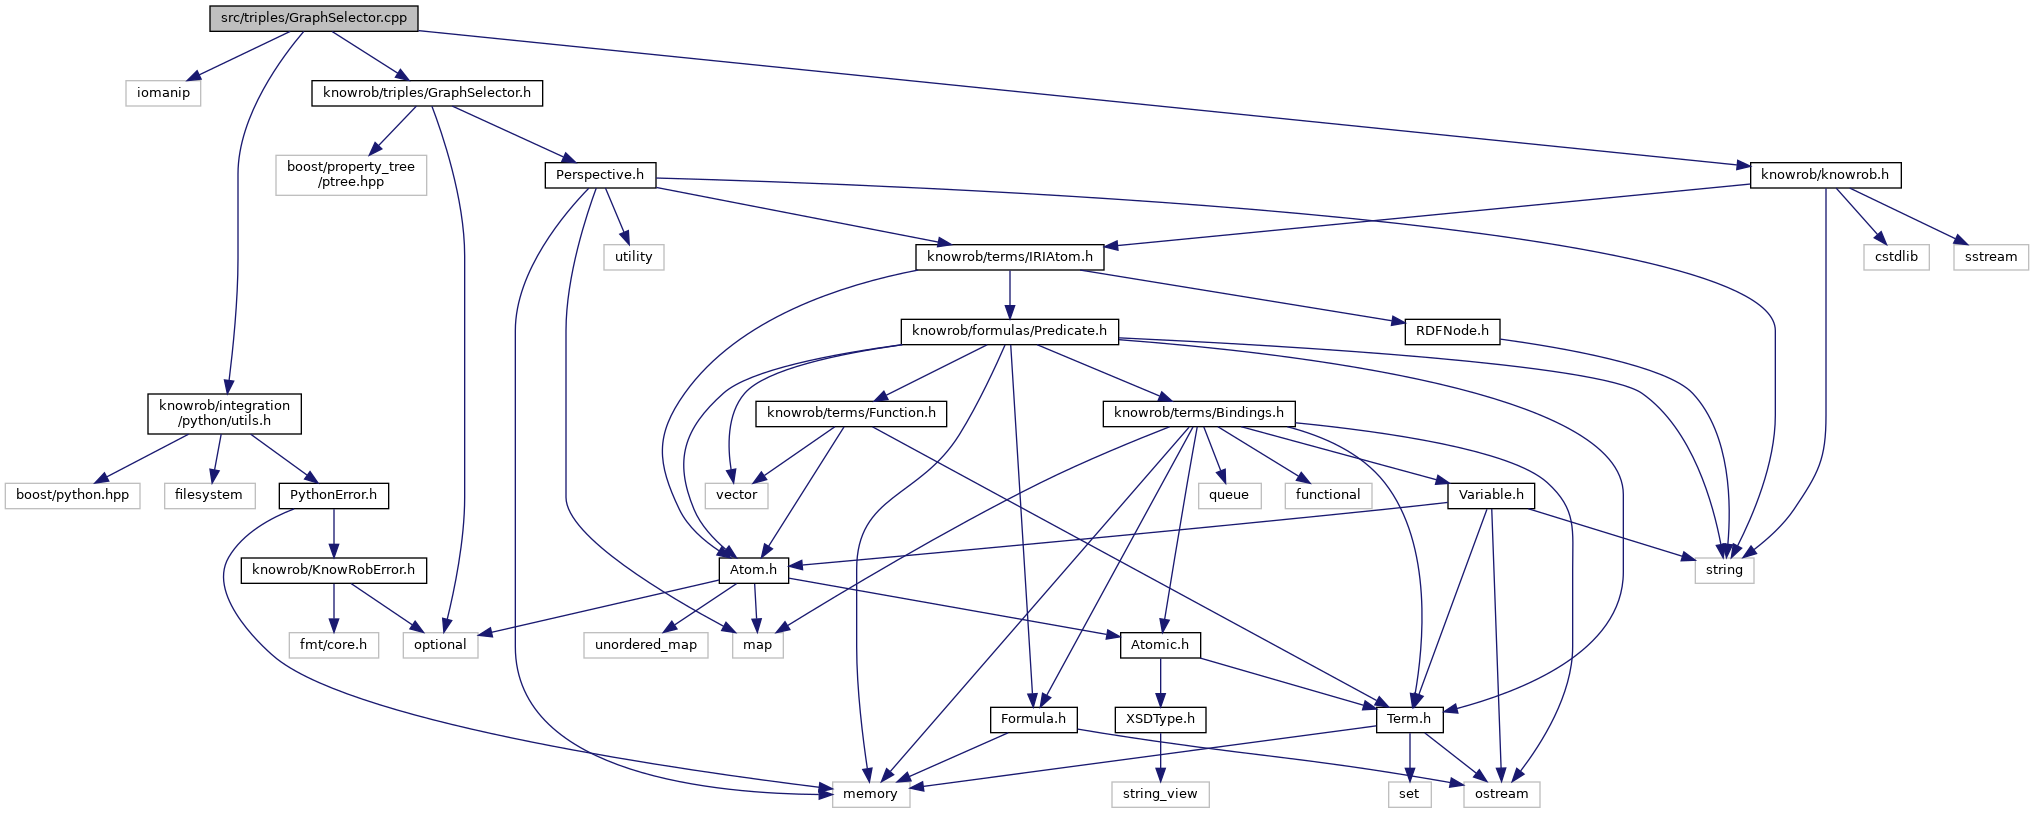 src/triples/GraphSelector.cpp
iomanip
knowrob/triples/GraphSelector.h
boost/property_tree
/ptree.hpp
Perspective.h
knowrob/knowrob.h
utility
knowrob/terms/IRIAtom.h
cstdlib
sstream
knowrob/formulas/Predicate.h
RDFNode.h
knowrob/integration
/python/utils.h
knowrob/terms/Function.h
knowrob/terms/Bindings.h
boost/python.hpp
filesystem
PythonError.h
vector
queue
functional
Variable.h
knowrob/KnowRobError.h
Atom.h
string
fmt/core.h
optional
unordered_map
map
Atomic.h
Formula.h
XSDType.h
Term.h
memory
string_view
set
ostream